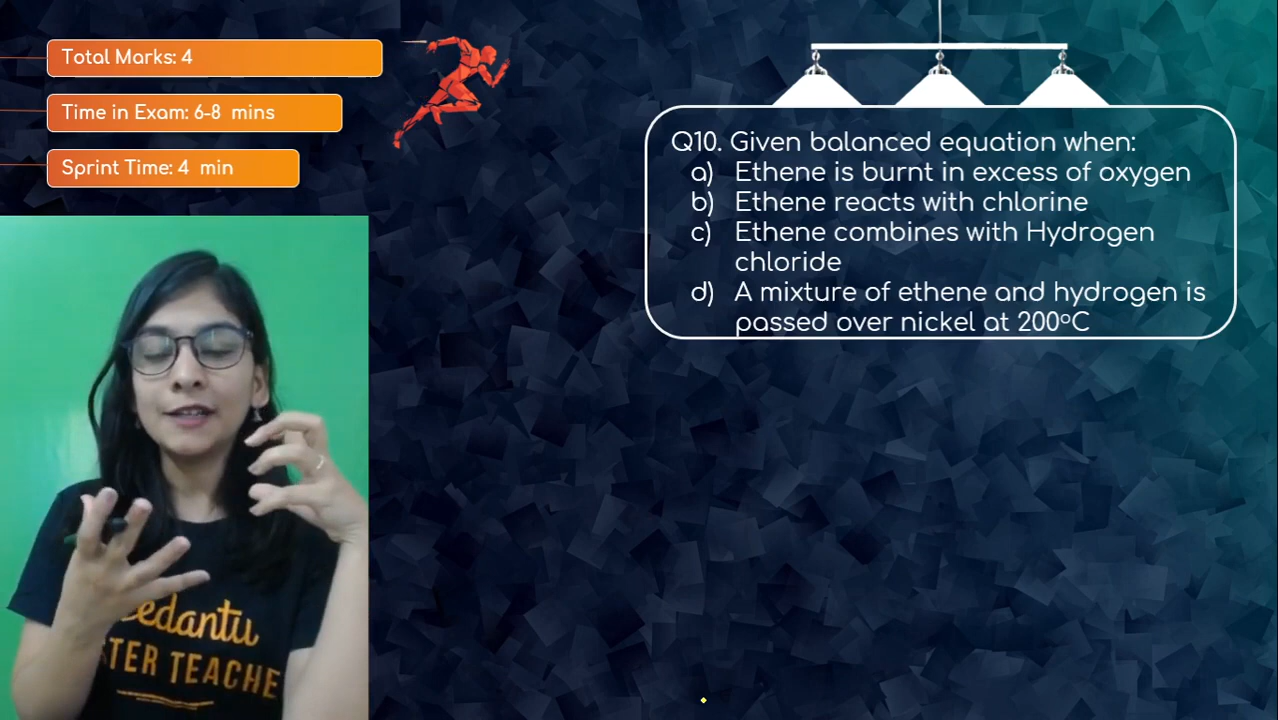 Total Marks: 4
Time in Exam: 6-8 mins
Sprint Time: 4 min
Q10. Given balanced equation when:
a) Ethene is burnt in excess of oxygen
b) Ethene reacts with chlorine
c) Ethene combines with Hydrogen
chloride
d) A mixture of ethene and hydrogen is
passed over nickel at 200°C
edantu
TER TEACHE